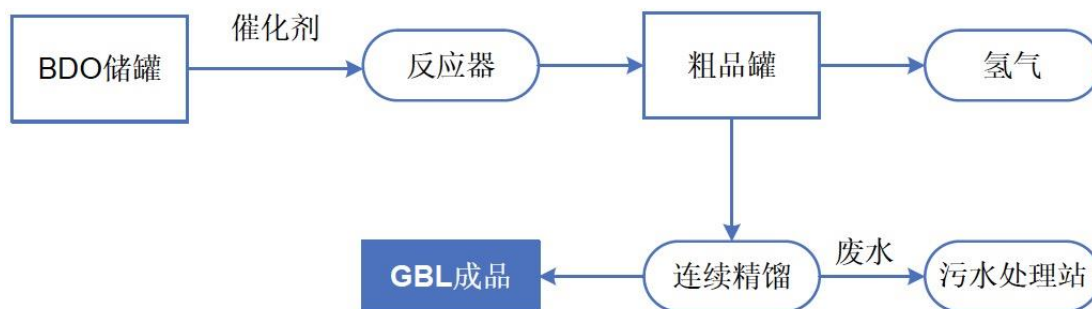 催化剂
BDO储罐
反应器
粗品罐
氢气
GBL成品
连续精馏
废水
污水处理站